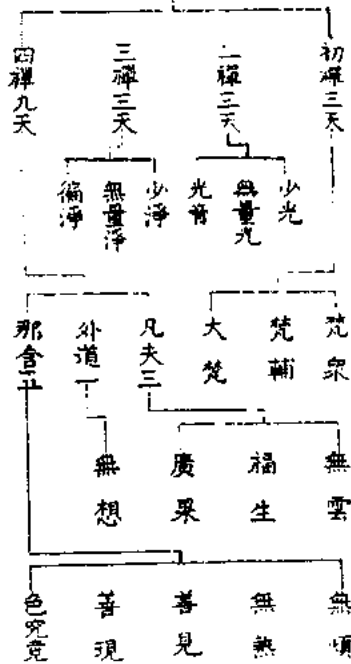 初禪三天
二禪三天
三禪三天
四禪九天
少光
無量光
光音
少淨
無量淨
徧淨
梵眾
梵輔
大梵
凡夫三
外道一
那含五
無雲
福生
廣果
無想
無煩
無熱
善見
善現
色究竟